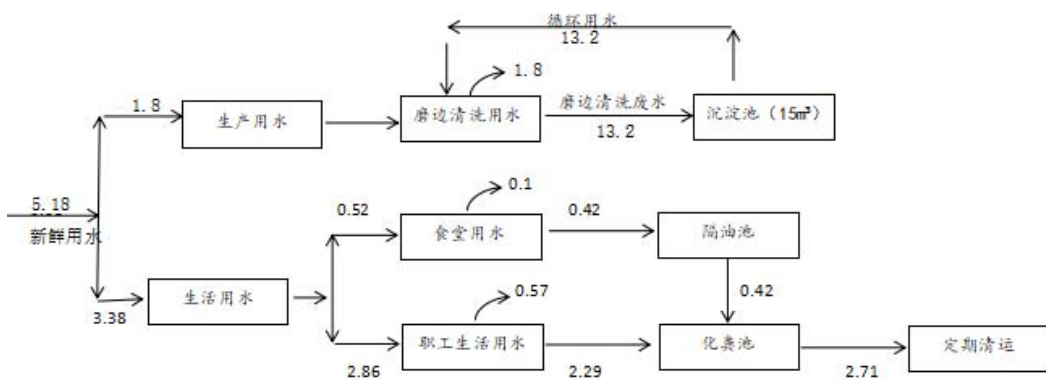 循环用水
13.2
1.8
1.8
生产用水
磨边清洗用水
磨边清洗废水
13.2
沉淀池（15㎥）
5.18
新鲜用水
0.52
0.1
食堂用水
0.42
隔油池
0.42
3.38
生活用水
0.57
职工生活用水
2.86
2.29
化粪池
2.71
定期清运